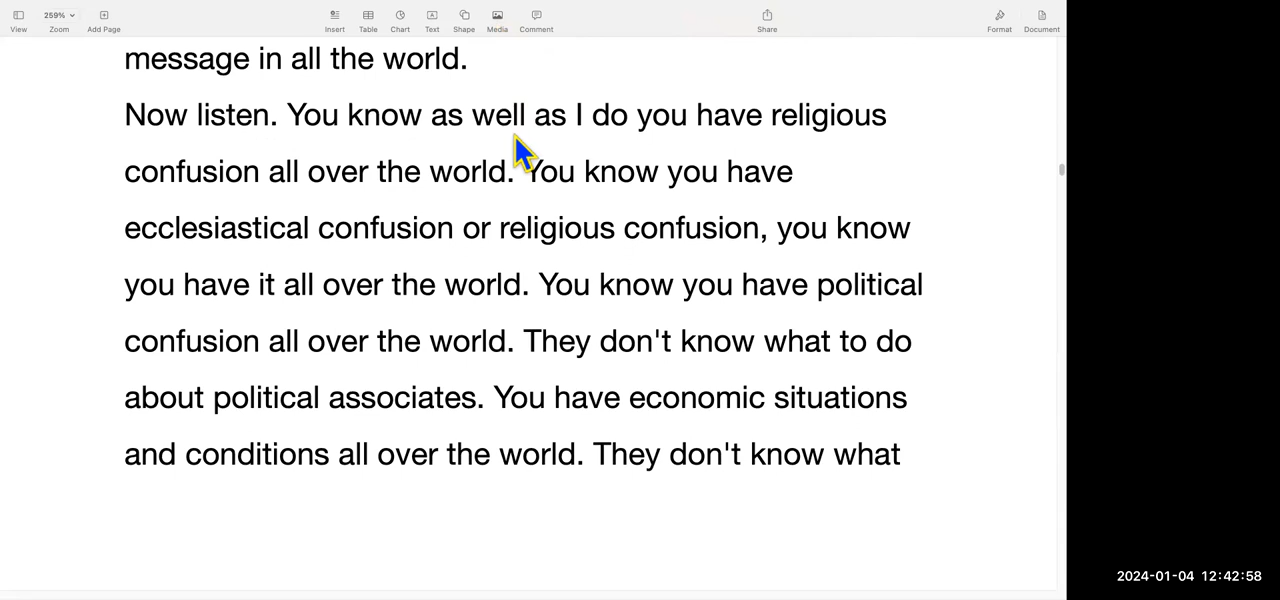 259%
View Zoom Add Page Insert Table Chart Text Shape Media Comment Share Format Document
message in all the world.
Now listen. You know as well as I do you have religious
confusion all over the world. You know you have
ecclesiastical confusion or religious confusion, you know
you have it all over the world. You know you have political
confusion all over the world. They don't know what to do
about political associates. You have economic situations
and conditions all over the world. They don't know what
2024-01-04 12:42:58